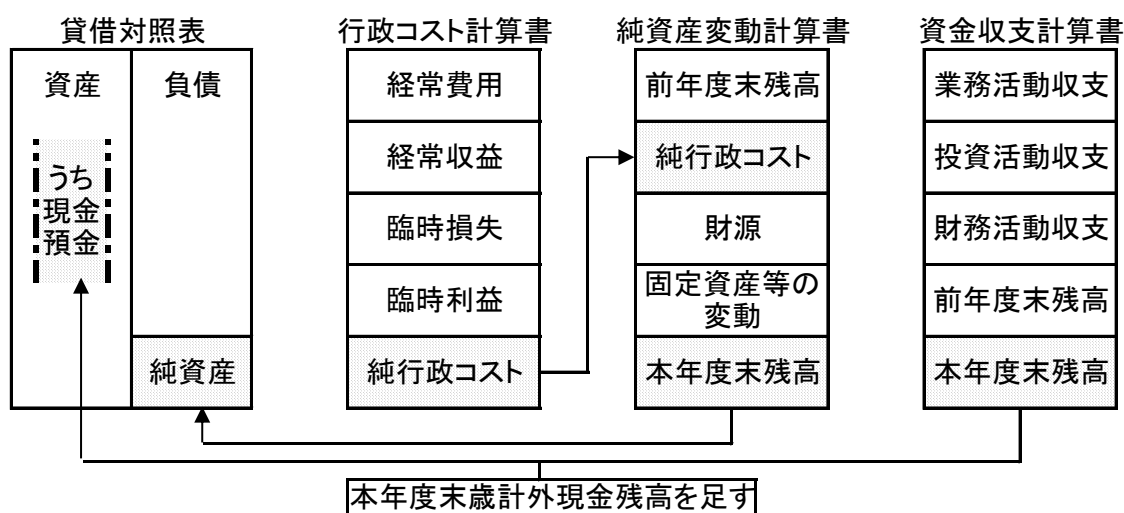 貸借対照表
資産
負債
うち
現金
預金
純資産
行政コスト計算書
経常費用
経常収益
臨時損失
臨時利益
純行政コスト
純資産変動計算書
前年度末残高
純行政コスト
財源
固定資産等の
変動
本年度末残高
資金収支計算書
業務活動収支
投資活動収支
財務活動収支
前年度末残高
本年度末残高
本年度末歳計外現金残高を足す